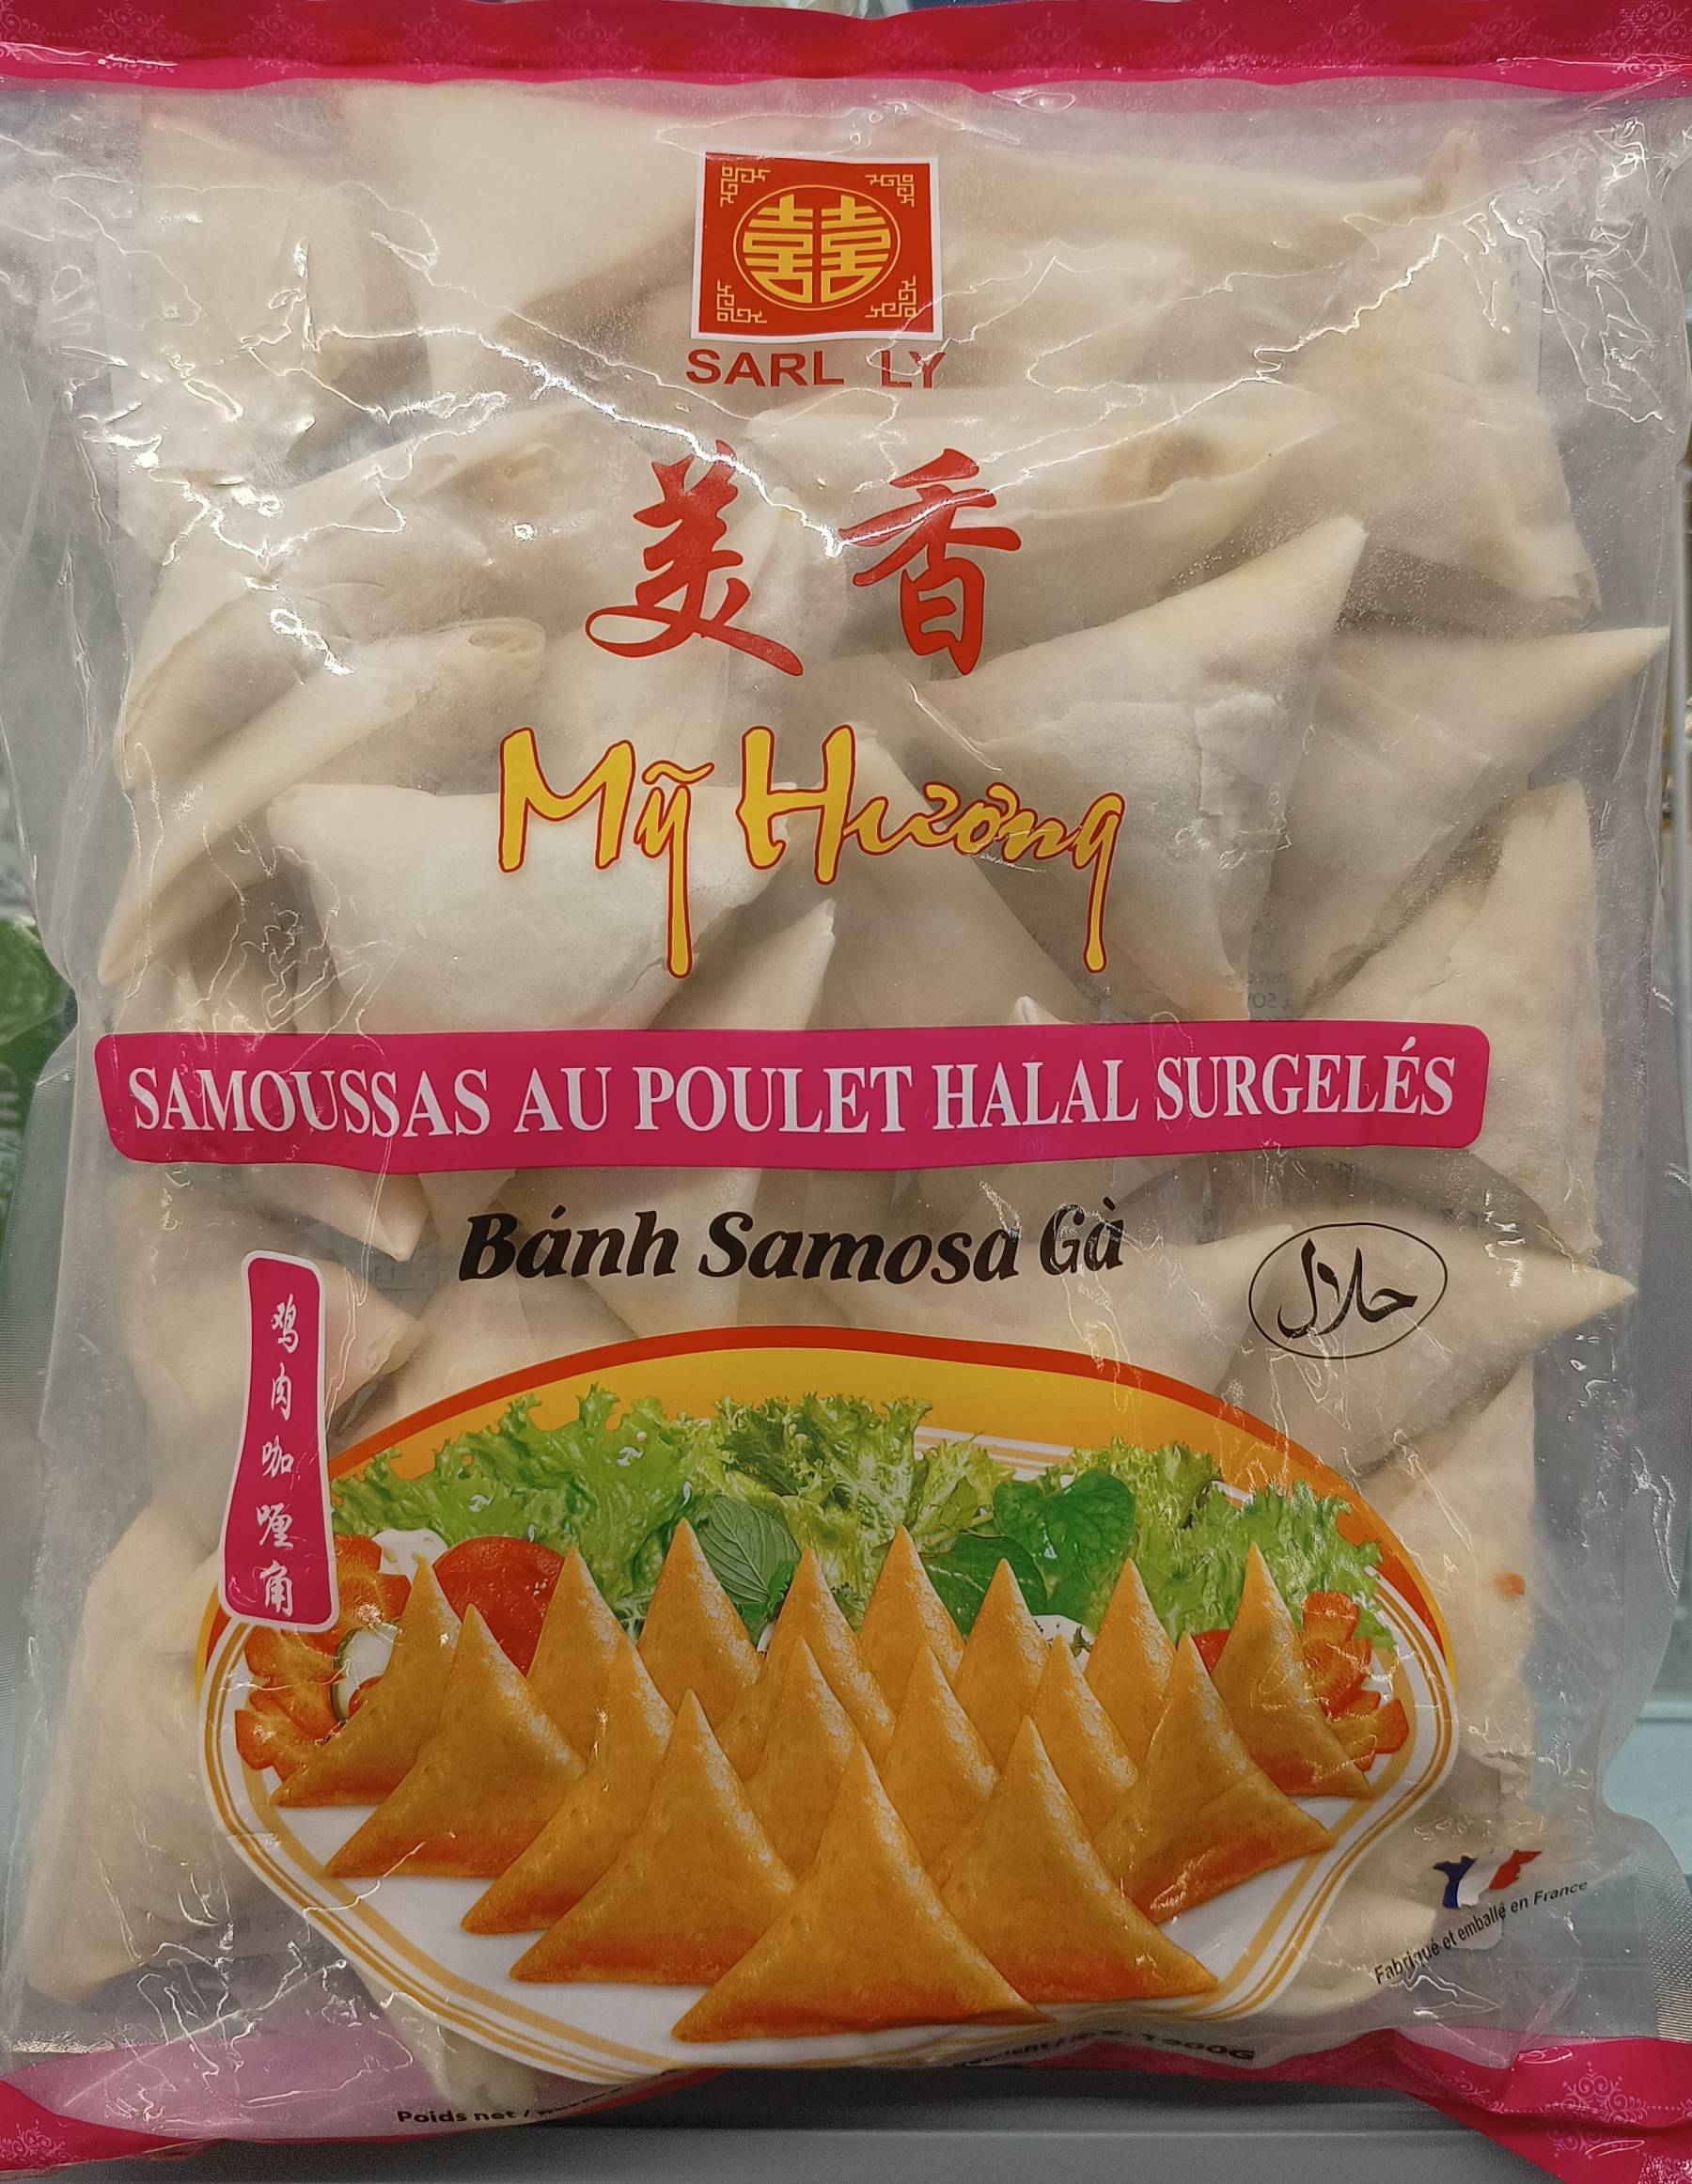 囍
SARL LY
美香
Mỹ Hương
SAMOUSSAS AU POULET HALAL SURGELÉS
Bánh Samosa Gà
حلال
鸡肉咖喱角
Fabriqué et emballé en France
Poids net /